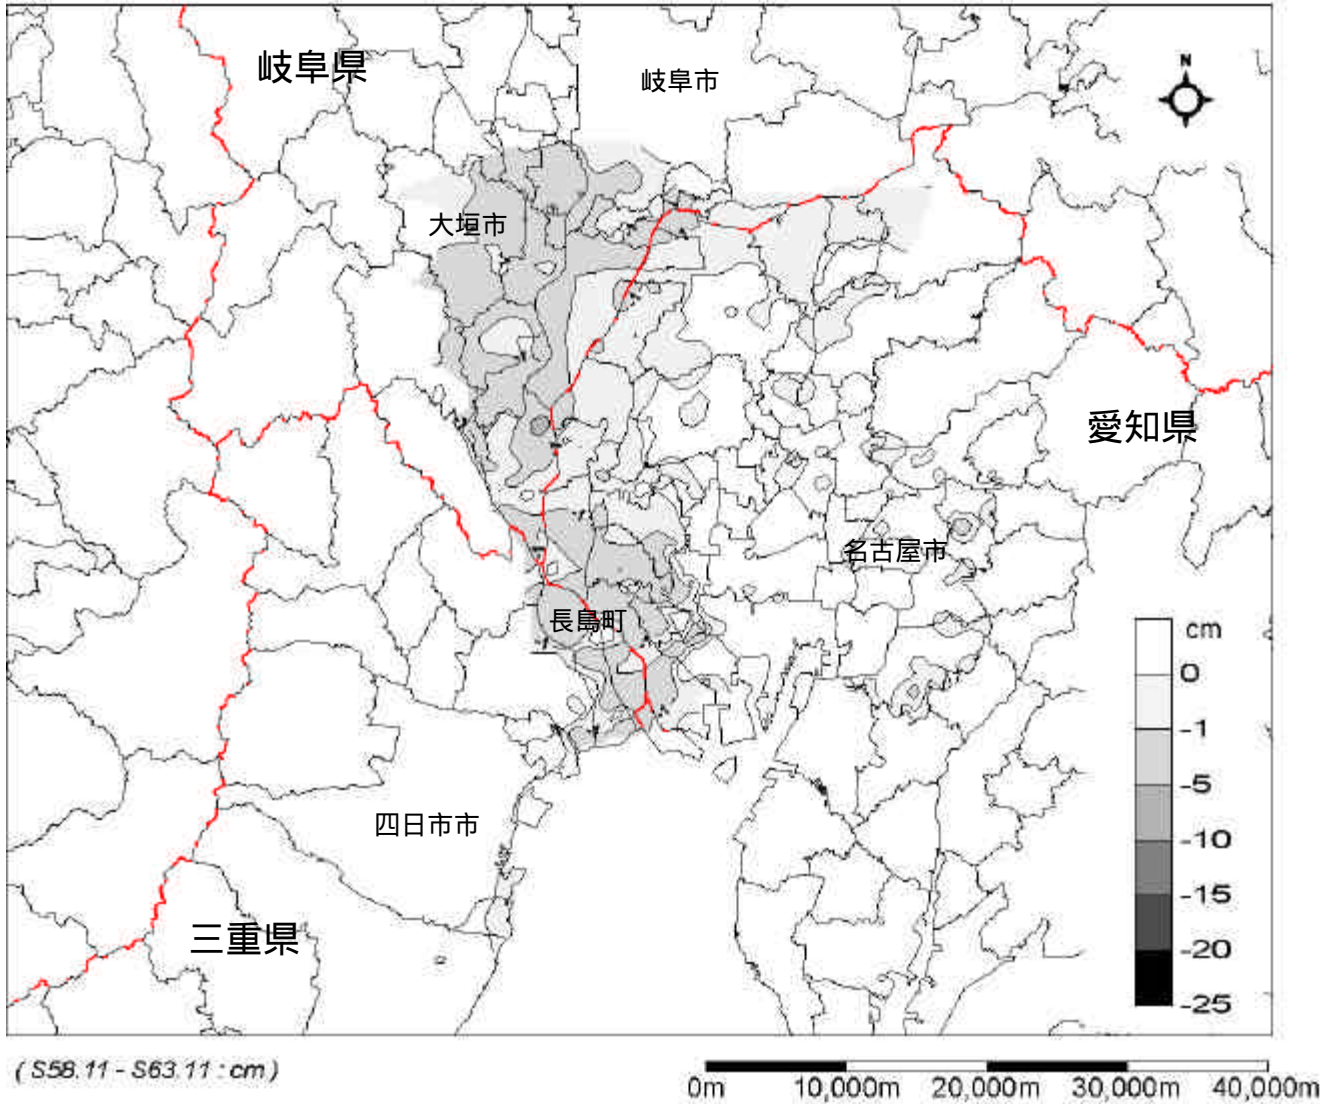 岐阜県
岐阜市
N
大垣市
愛知県
名古屋市
長島町
cm
0
-1
-5
-10
-15
-20
-25
四日市市
三重県
( S58.11 - S63.11 : cm )
0m 10,000m 20,000m 30,000m 40,000m